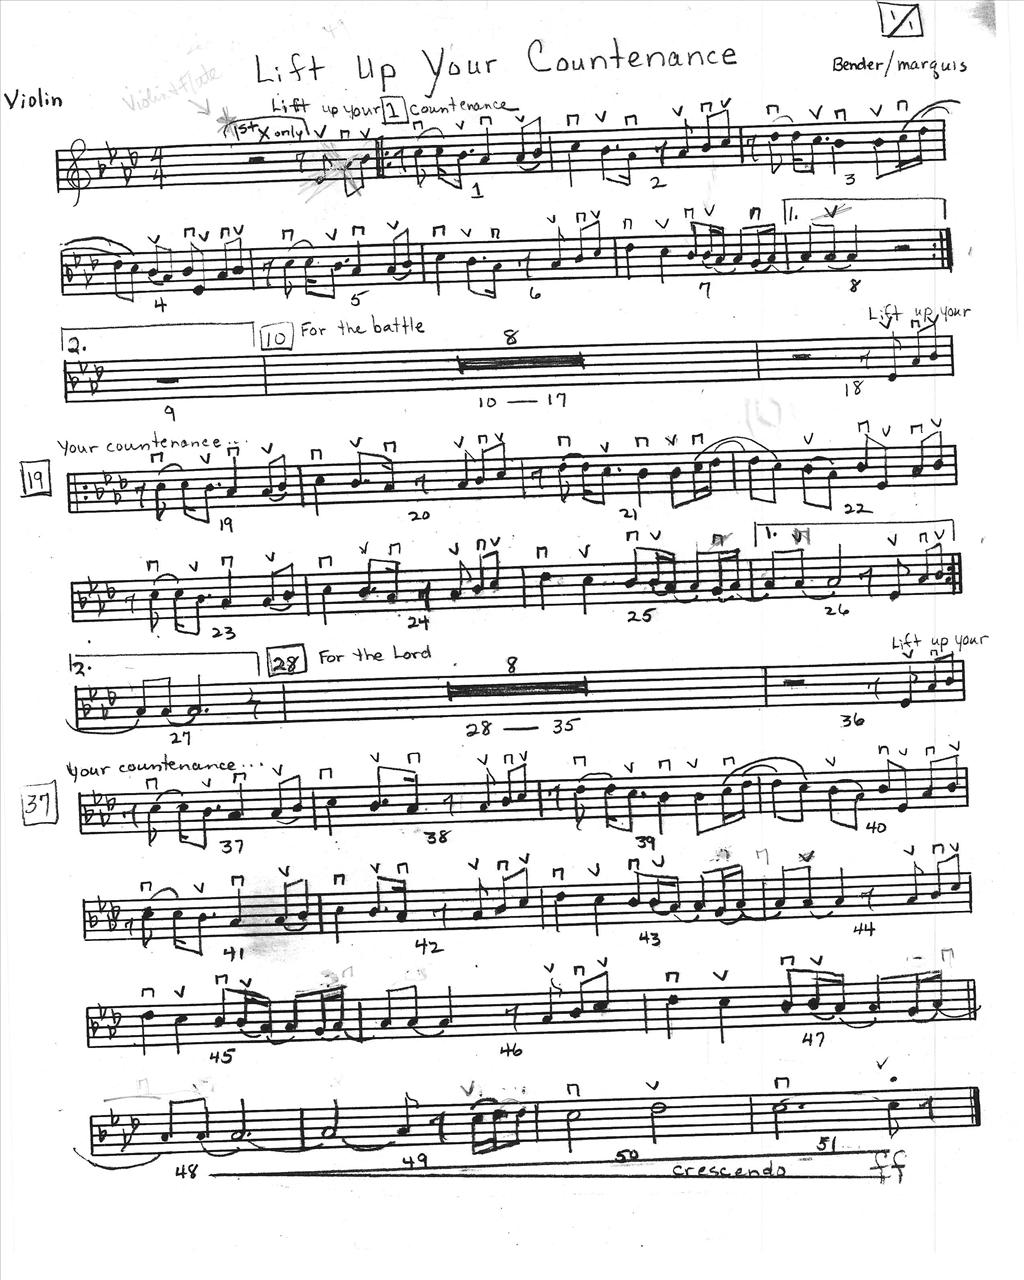 1/1
Lift Up Your Countenance
Bender/marquis
Violin
Violin + Flute
Lift up your 1 countenance
1st x only
4
4
1 2 3
1.
4 5 6 7 8
2. 10 For the battle
8
Lift up your
9 10 — 17 18
Your countenance...
19
19 20 21 22
1.
23 24 25 26
2. 28 For the Lord
8
Lift up your
27 28 — 35 36
Your countenance...
37
37 38 39 40
41 42 43 44
45 46 47
48 49 50 51
crescendo ff